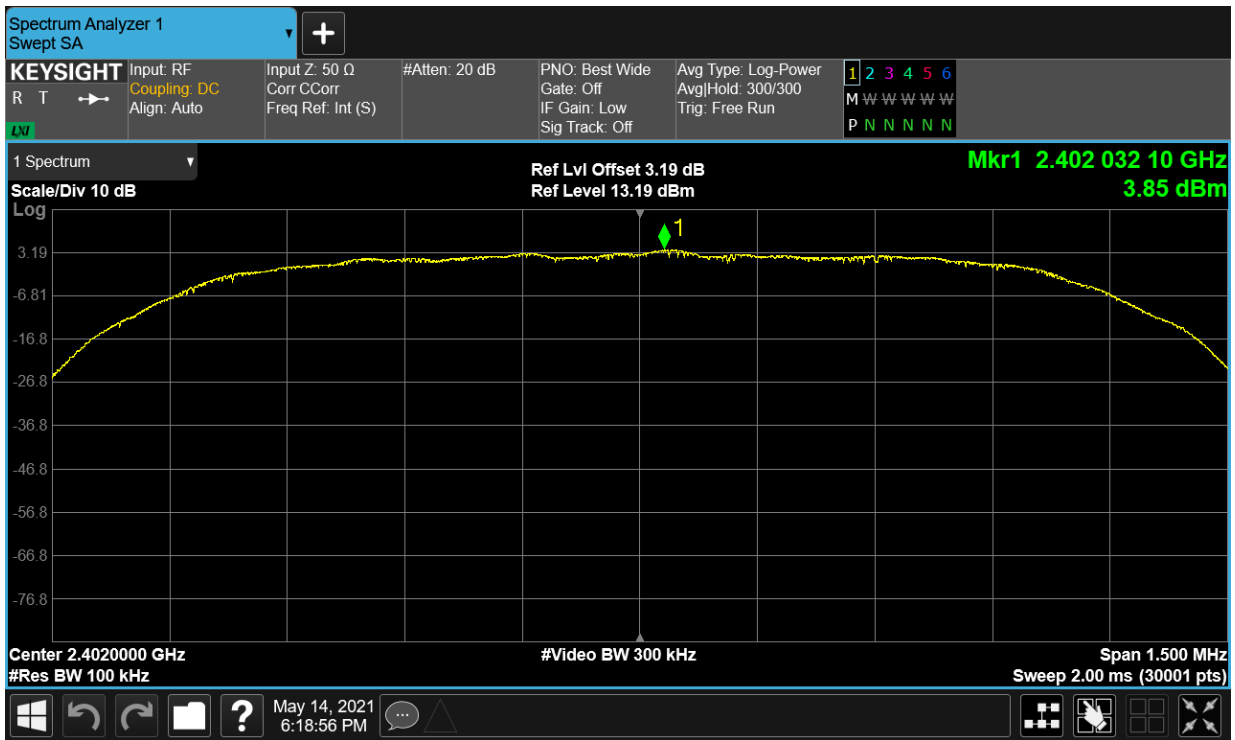 Spectrum Analyzer 1
Swept SA
KEYSIGHT
R T
LXI
Input: RF
Coupling: DC
Align: Auto
Input Z: 50 Ω
Corr CCorr
Freq Ref: Int (S)
#Atten: 20 dB
PNO: Best Wide
Gate: Off
IF Gain: Low
Sig Track: Off
Avg Type: Log-Power
Avg|Hold: 300/300
Trig: Free Run
1 2 3 4 5 6
M W W W W W
P N N N N N
1 Spectrum
Scale/Div 10 dB
Log
Ref Lvl Offset 3.19 dB
Ref Level 13.19 dBm
Mkr1 2.402 032 10 GHz
3.85 dBm
1
3.19
-6.81
-16.8
-26.8
-36.8
-46.8
-56.8
-66.8
-76.8
Center 2.4020000 GHz
#Res BW 100 kHz
#Video BW 300 kHz
Span 1.500 MHz
Sweep 2.00 ms (30001 pts)
?
May 14, 2021
6:18:56 PM